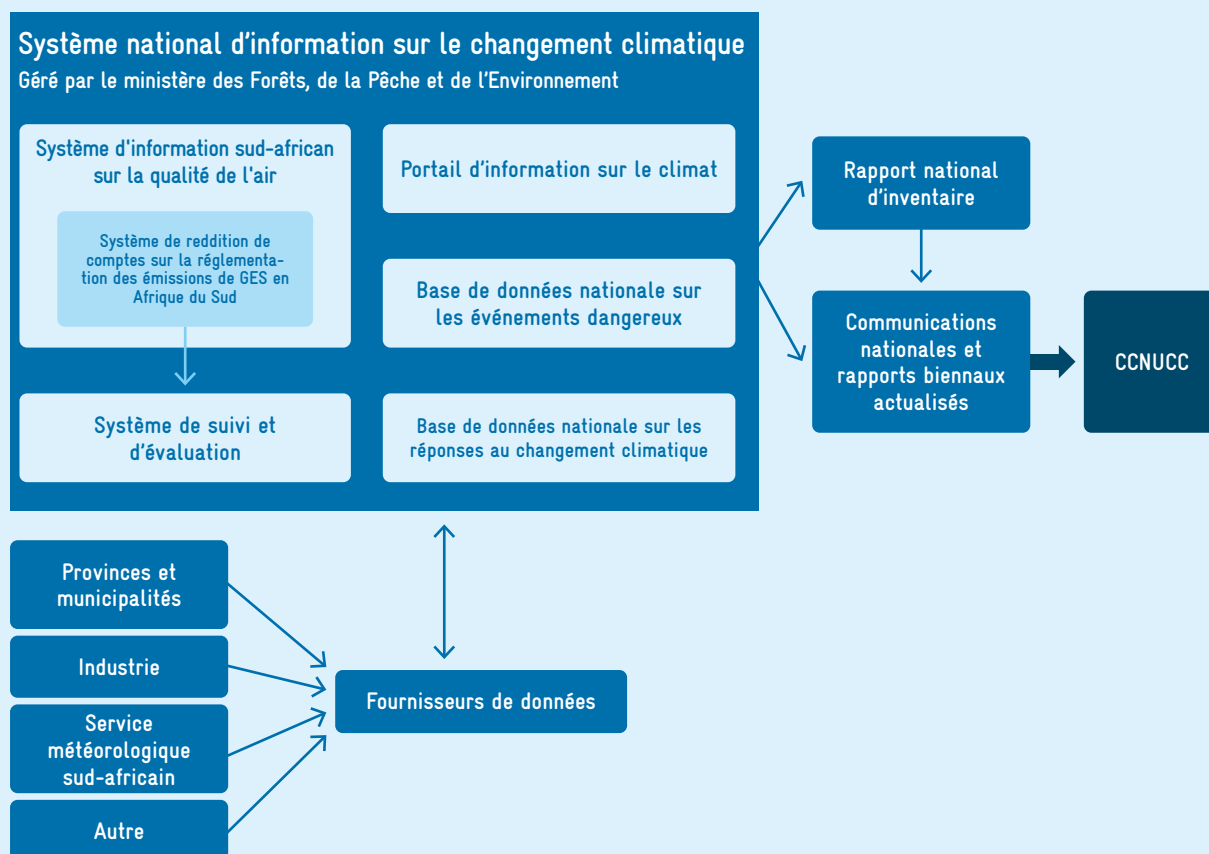 Système national d'information sur le changement climatique
Géré par le ministère des Forêts, de la Pêche et de l'Environnement
Système d'information sud-african
sur la qualité de l'air
Système de reddition de
comptes sur la réglementa-
tion des émissions de GES en
Afrique du Sud
Système de suivi et
d'évaluation
Portail d'information sur le climat
Base de données nationale sur
les événements dangereux
Base de données nationale sur les
réponses au changement climatique
Rapport national
d'inventaire
Communications
nationales et
rapports biennaux
actualisés
CCNUCC
Provinces et
municipalités
Industrie
Service
météorologique
sud-africain
Autre
Fournisseurs de données